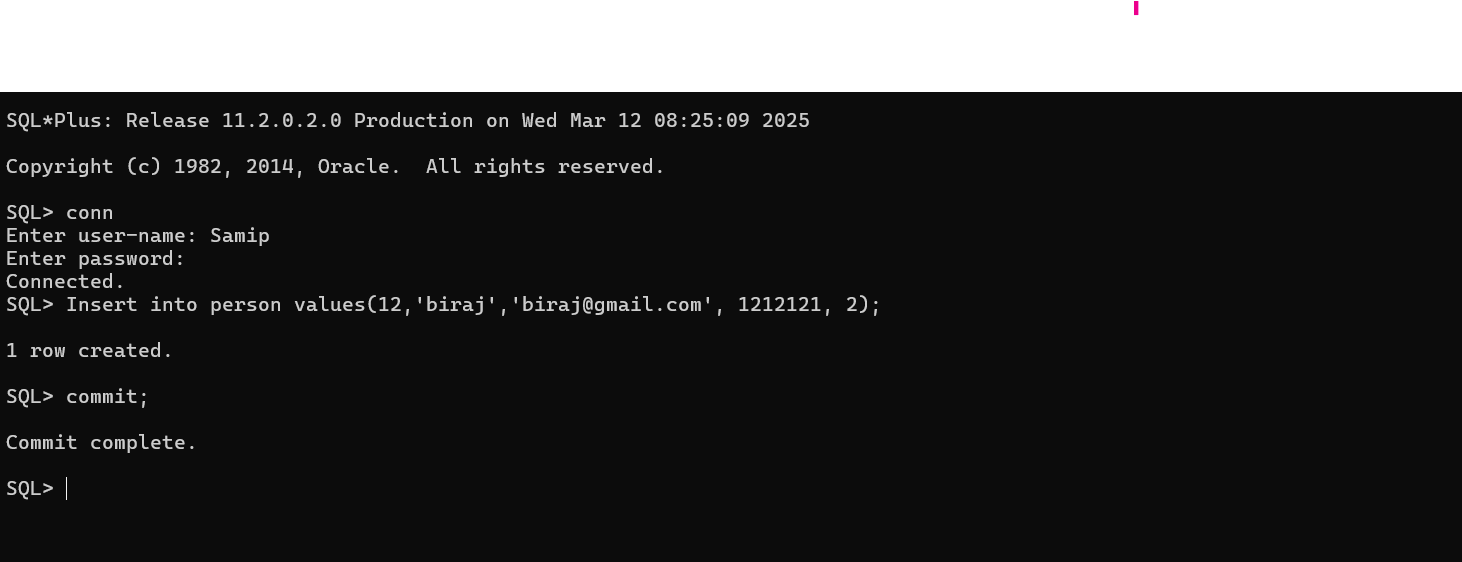 SQL*Plus: Release 11.2.0.2.0 Production on Wed Mar 12 08:25:09 2025
Copyright (c) 1982, 2014, Oracle.  All rights reserved.
SQL> conn
Enter user-name: Samip
Enter password:
Connected.
SQL> Insert into person values(12,'biraj','biraj@gmail.com', 1212121, 2);
1 row created.
SQL> commit;
Commit complete.
SQL>